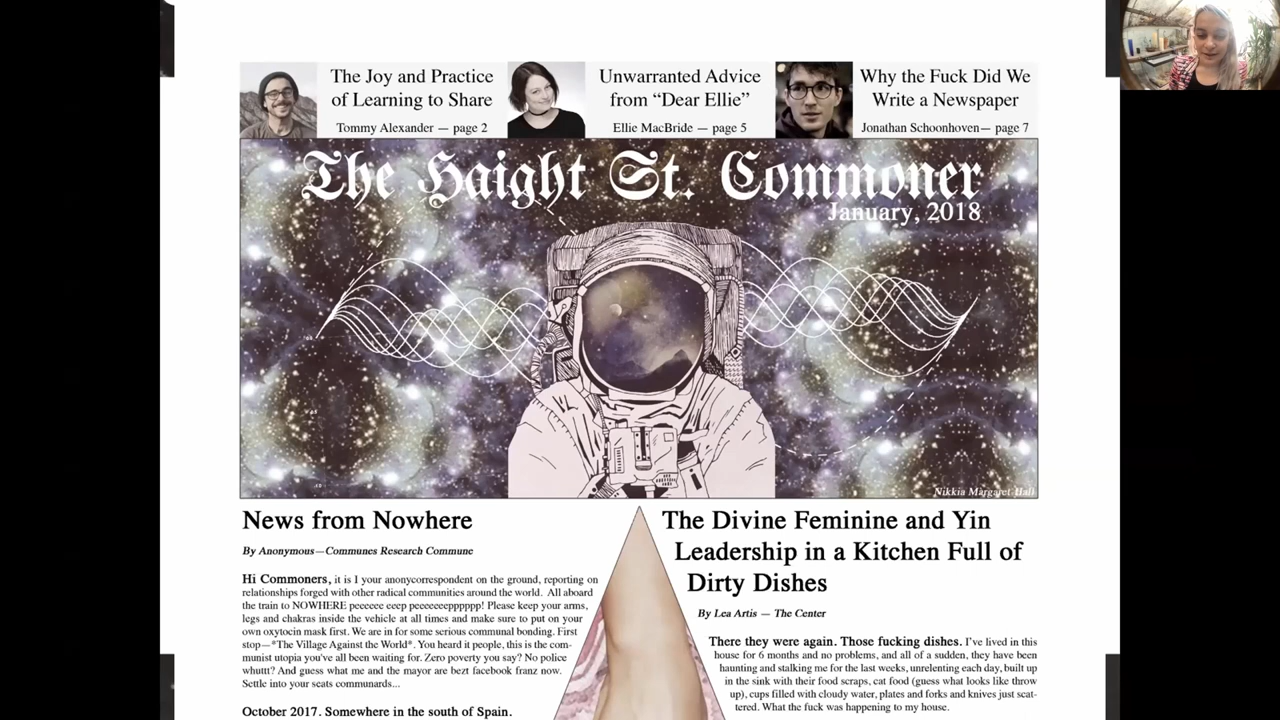 The Joy and Practice
of Learning to Share
Tommy Alexander — page 2
Unwarranted Advice
from “Dear Ellie”
Ellie MacBride — page 5
Why the Fuck Did We
Write a Newspaper
Jonathan Schoonhoven— page 7
The Haight St. Commoner
January, 2018
Nikkia Margaret Hall
News from Nowhere
By Anonymous—Communes Research Commune
Hi Commoners, it is I your anonycorrespondent on the ground, reporting on
relationships forged with other radical communities around the world.  All aboard
the train to NOWHERE peeeeee eeep peeeeeeepppppp! Please keep your arms,
legs and chakras inside the vehicle at all times and make sure to put on your
own oxytocin mask first. We are in for some serious communal bonding. First
stop—*The Village Against the World*. You heard it people, this is the com-
munist utopia you've all been waiting for. Zero poverty you say? No police
whuttt? And guess what me and the mayor are bezt facebook franz now.
Settle into your seats communards...
October 2017. Somewhere in the south of Spain.
The Divine Feminine and Yin
Leadership in a Kitchen Full of
Dirty Dishes
By Lea Artis — The Center
There they were again. Those fucking dishes. I've lived in this
house for 6 months and no problems, and all of a sudden, they have been
haunting and stalking me for the last weeks, unrelenting each day, built up
in the sink with their food scraps, cat food (guess what looks like throw
up), cups filled with cloudy water, plates and forks and knives just scat-
tered. What the fuck was happening to my house.